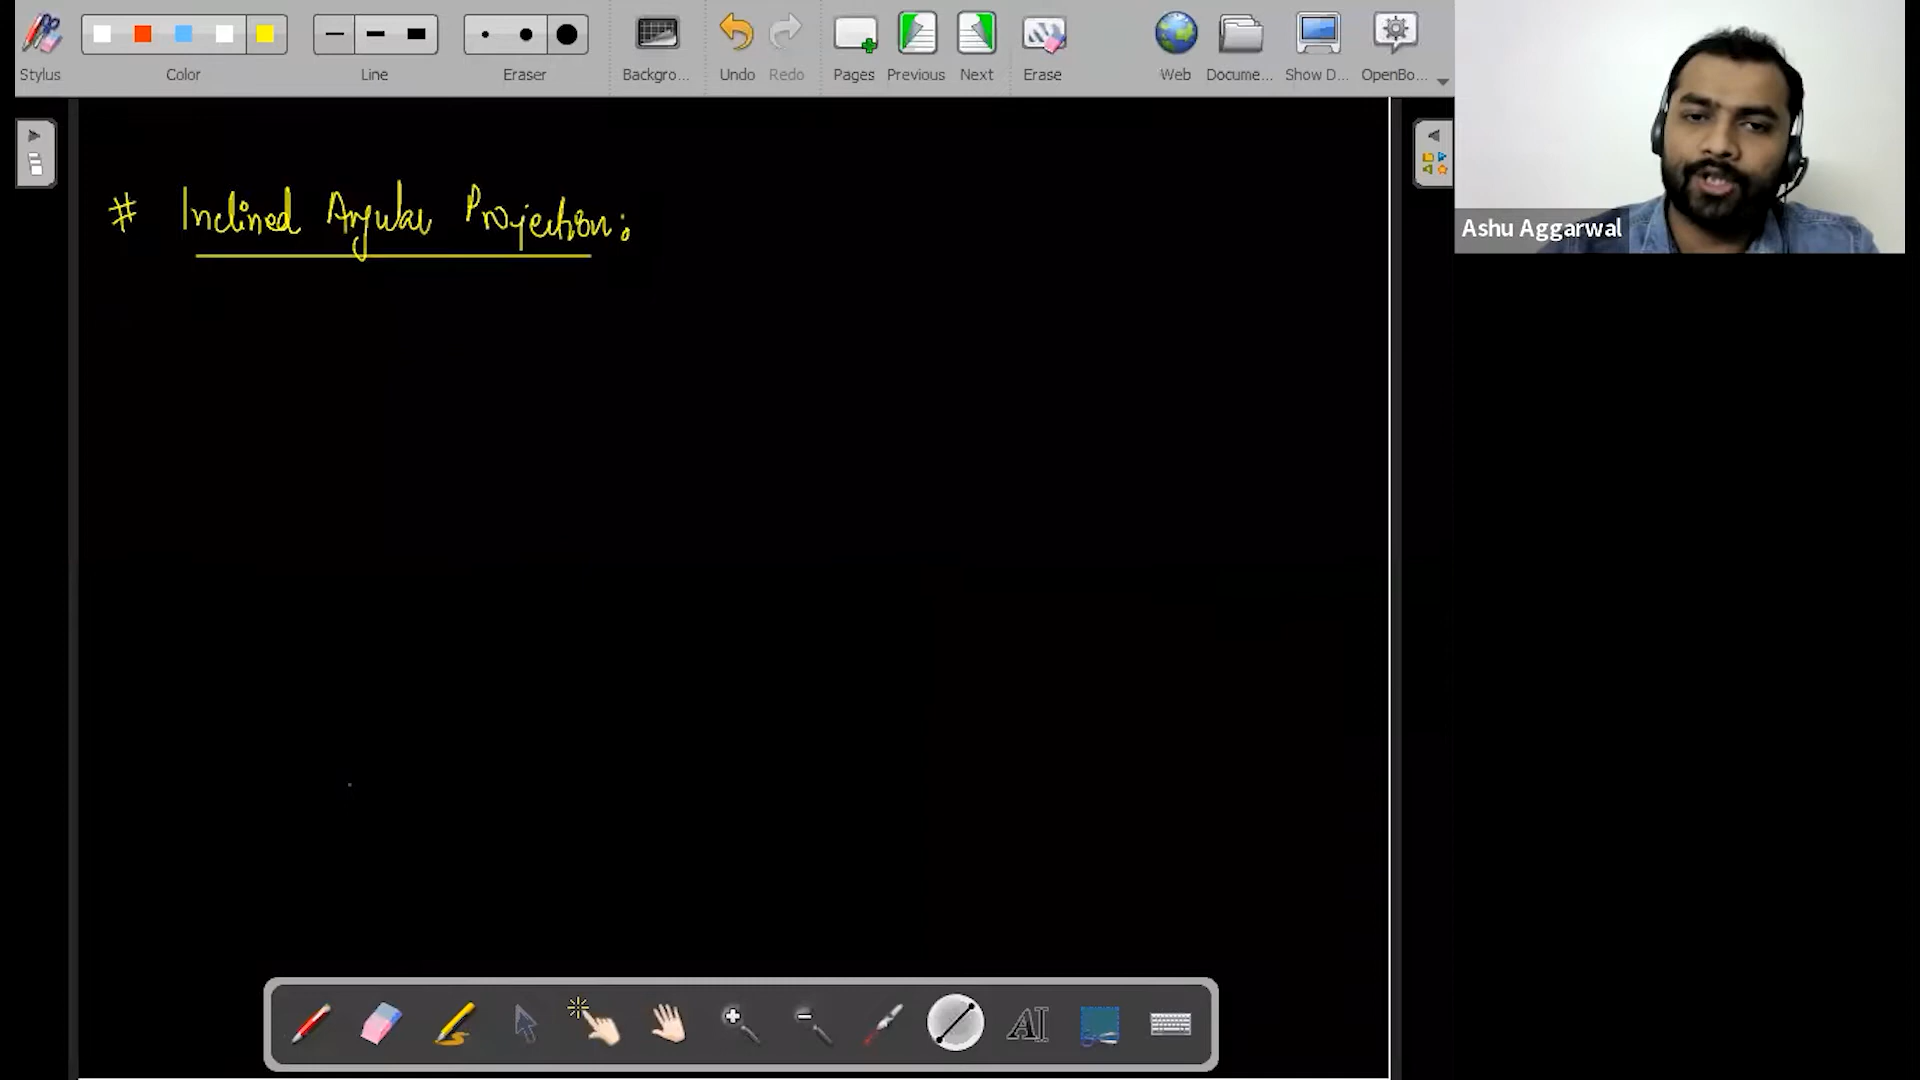 Stylus
Color
Line
Eraser
Backgro...
Undo
Redo
Pages
Previous
Next
Erase
Web
Docume...
Show D...
OpenBo...
# Inclined Angular Projection:
Ashu Aggarwal
AI